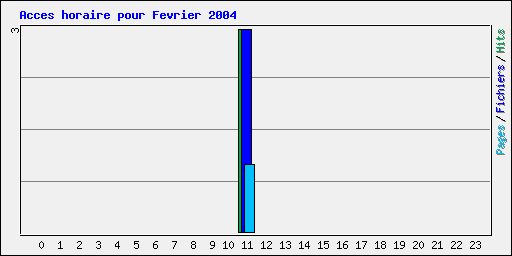 Acces horaire pour Fevrier 2004
3
Pages/Fichiers/Hits
0 1 2 3 4 5 6 7 8 9 10 11 12 13 14 15 16 17 18 19 20 21 22 23